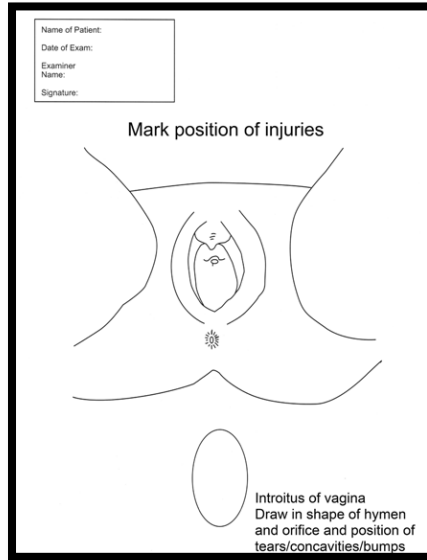 Name of Patient:
Date of Exam:
Examiner
Name:
Signature:
Mark position of injuries
Introitus of vagina
Draw in shape of hymen
and orifice and position of
tears/concavities/bumps